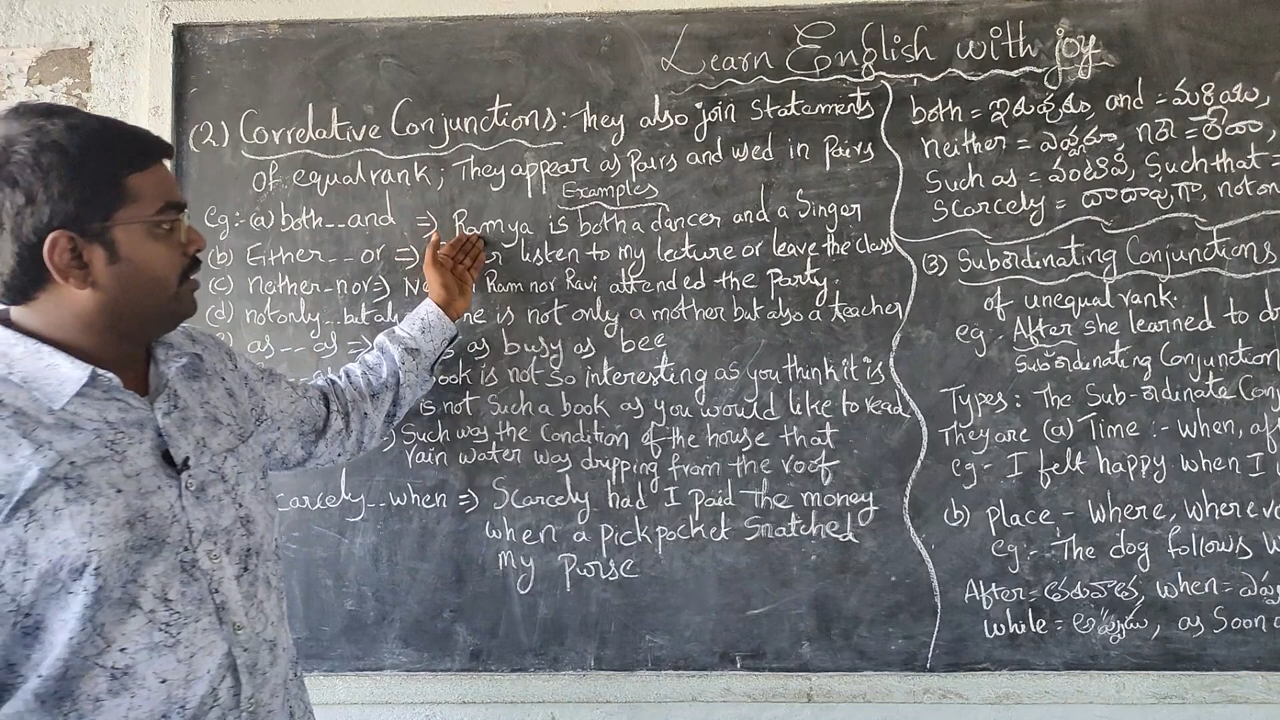 Learn English with joy
(2) Correlative Conjunctions: They also join Statements
of equal rank; They appear as Pairs and used in Pairs
Examples
eg:- (a) both--and => Ramya is both a dancer and a Singer
(b) Either--or => listen to my lecture or leave the class
(c) neither-nor=> Ram nor Ravi attended the Party.
(d) not only--but is not only a mother but also a teacher
as--as => as busy as bee
is not so interesting as you think it is
is not Such a book as you would like to read
Such was the Condition of the house that
rain water was dripping from the roof
carcely--when => Scarcely had I paid the money
when a pickpocket Snatched
my purse
both = ఇరువురు, and = మరియు,
neither = nor =
Such as = వంటివి, Such that =
Scarcely = దాదాపుగా, not on
(3) Subordinating Conjunctions
of unequal rank.
eg:- After she learned to dr
Subordinating Conjunction
Types: The Sub-ordinate Con
They are (a) Time:- when, af
eg:- I felt happy when I
(b) place,- where, wherev
eg:- The dog follows w
After = తరువాత, when =
while = as Soon a